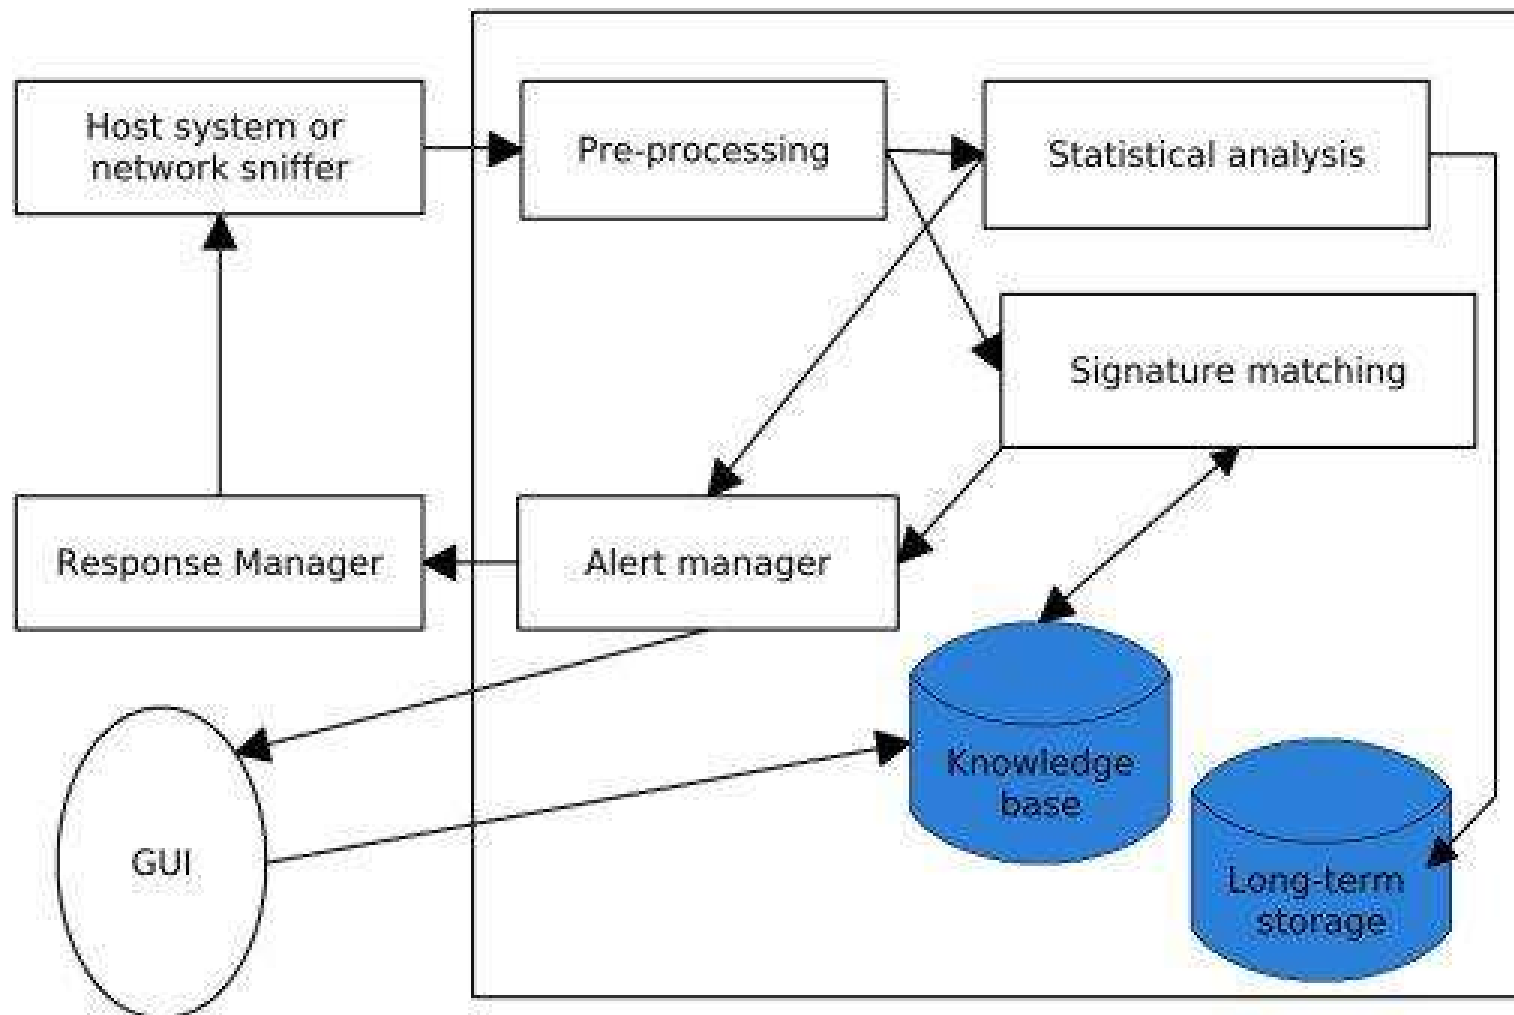 Host system or
network sniffer
Pre-processing
Statistical analysis
Signature matching
Response Manager
Alert manager
Knowledge
base
GUI
Long-term
storage